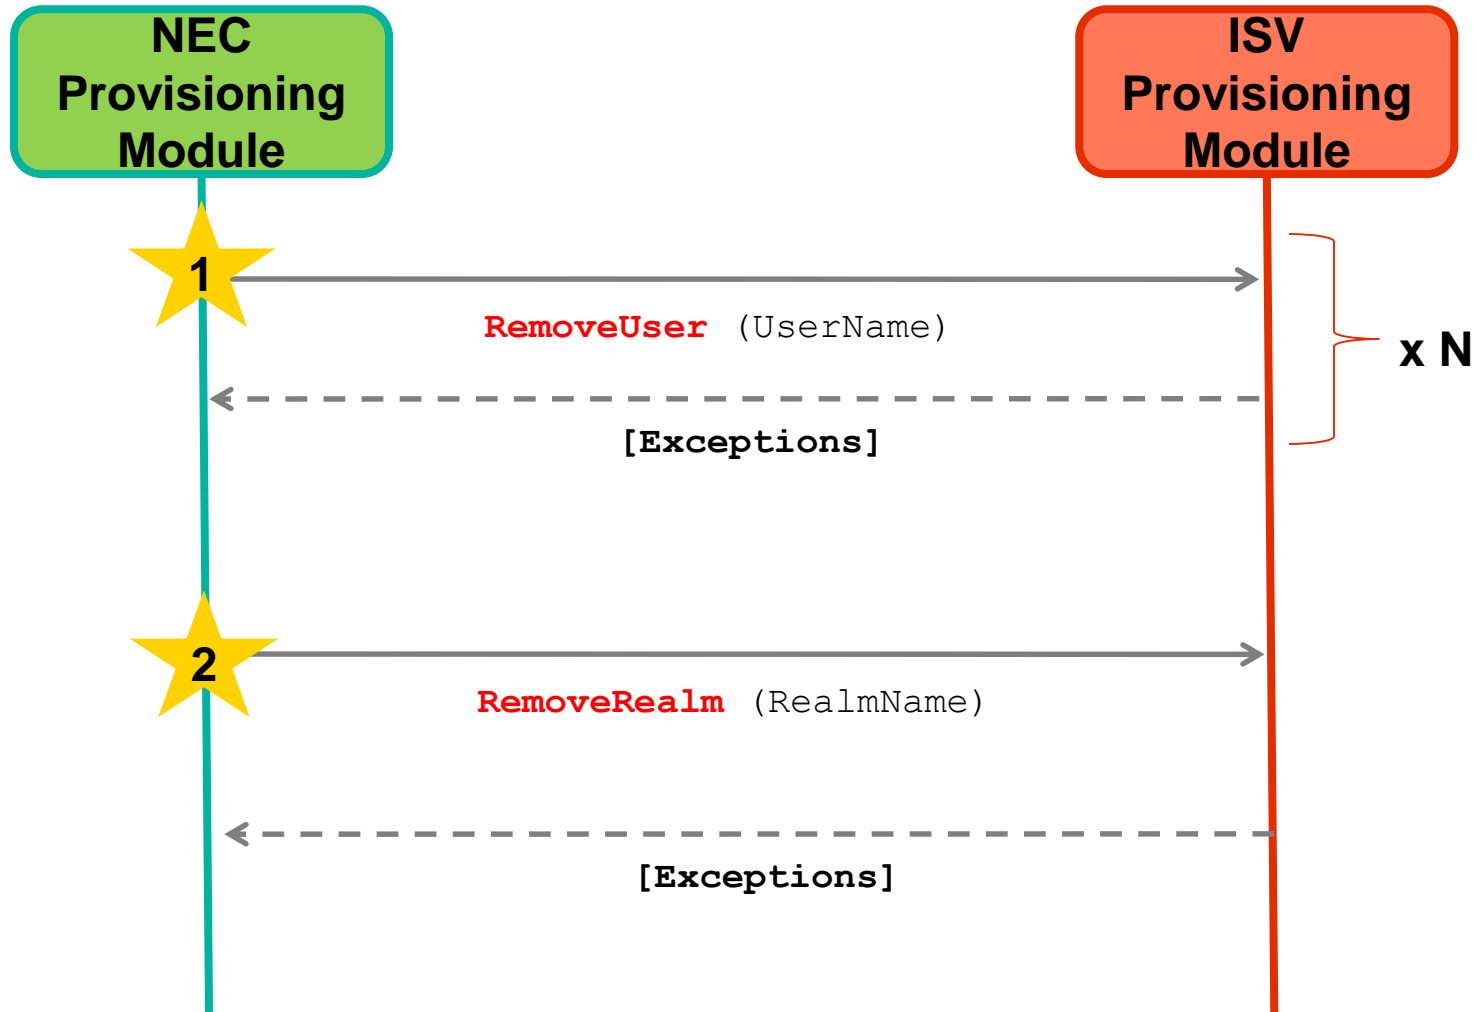 NEC
Provisioning
Module
ISV
Provisioning
Module
1
RemoveUser (UserName)
x N
[Exceptions]
2
RemoveRealm (RealmName)
[Exceptions]